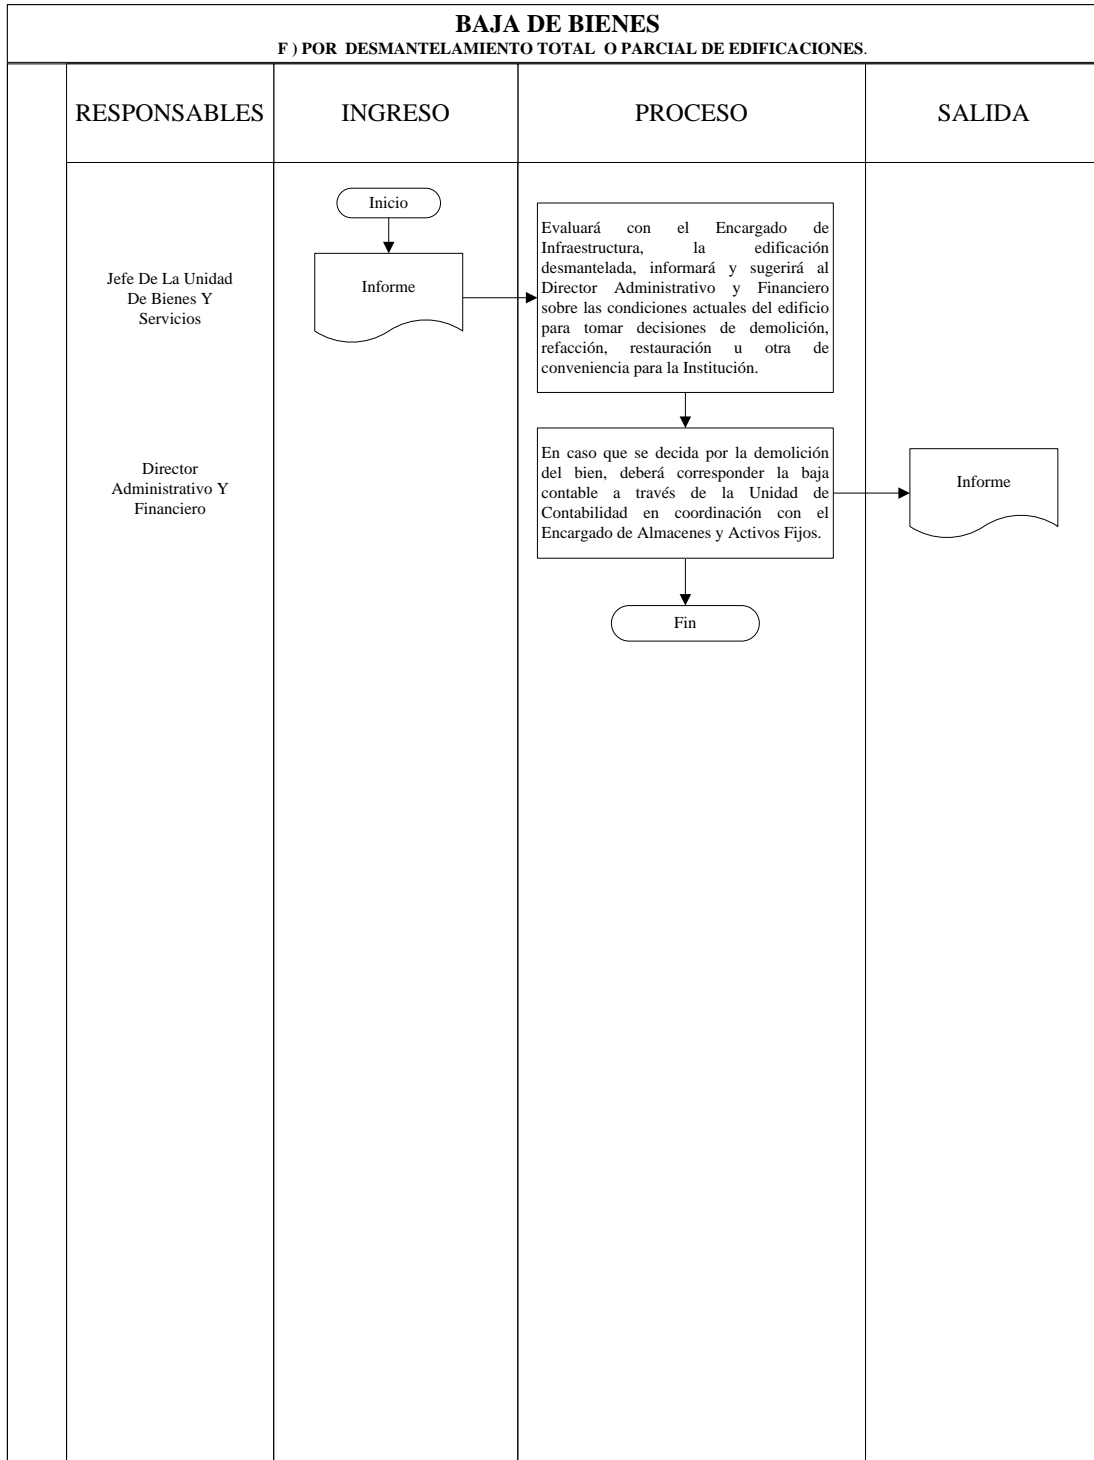 BAJA DE BIENES
F ) POR DESMANTELAMIENTO TOTAL O PARCIAL DE EDIFICACIONES.
RESPONSABLES
INGRESO
PROCESO
SALIDA
Jefe De La Unidad
De Bienes Y
Servicios
Inicio
Informe
Evaluará con el Encargado de
Infraestructura, la edificación
desmantelada, informará y sugerirá al
Director Administrativo y Financiero
sobre las condiciones actuales del edificio
para tomar decisiones de demolición,
refacción, restauración u otra de
conveniencia para la Institución.
Director
Administrativo Y
Financiero
En caso que se decida por la demolición
del bien, deberá corresponder la baja
contable a través de la Unidad de
Contabilidad en coordinación con el
Encargado de Almacenes y Activos Fijos.
Informe
Fin